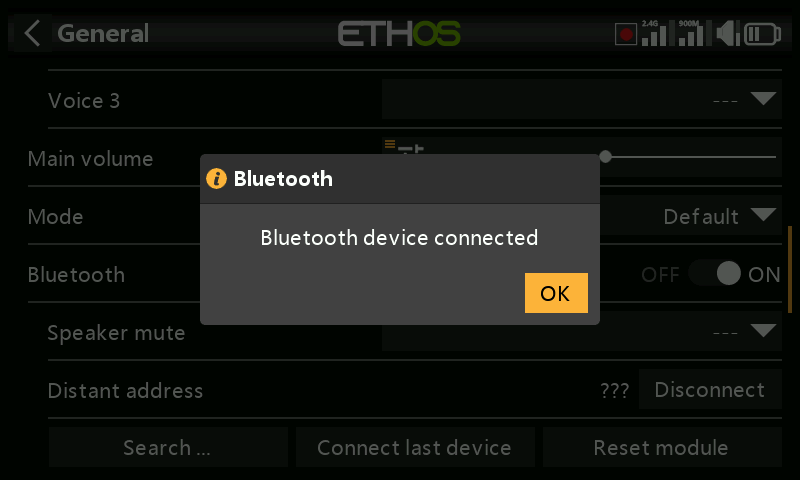 General
ETHOS
2.4G
900M
Voice 3
---
Main volume
Bluetooth
Mode
Default
Bluetooth device connected
Bluetooth
OFF
ON
OK
Speaker mute
---
Distant address
???
Disconnect
Search ...
Connect last device
Reset module